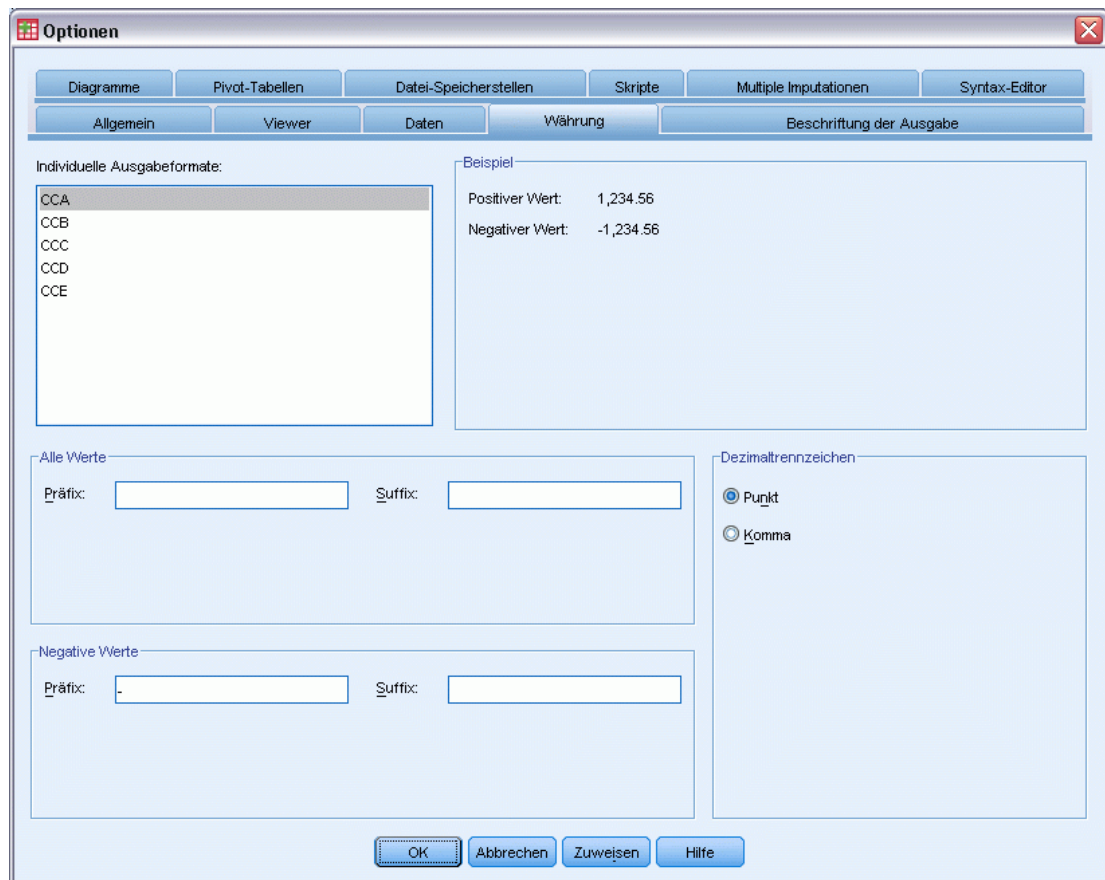 Optionen
Diagramme Pivot-Tabellen Datei-Speicherstellen Skripte Multiple Imputationen Syntax-Editor
Allgemein Viewer Daten Währung Beschriftung der Ausgabe
Individuelle Ausgabeformate:
CCA
CCB
CCC
CCD
CCE
Beispiel
Positiver Wert: 1,234.56
Negativer Wert: -1,234.56
Alle Werte
Präfix: Suffix:
Dezimaltrennzeichen
Punkt
Komma
Negative Werte
Präfix: - Suffix:
OK Abbrechen Zuweisen Hilfe